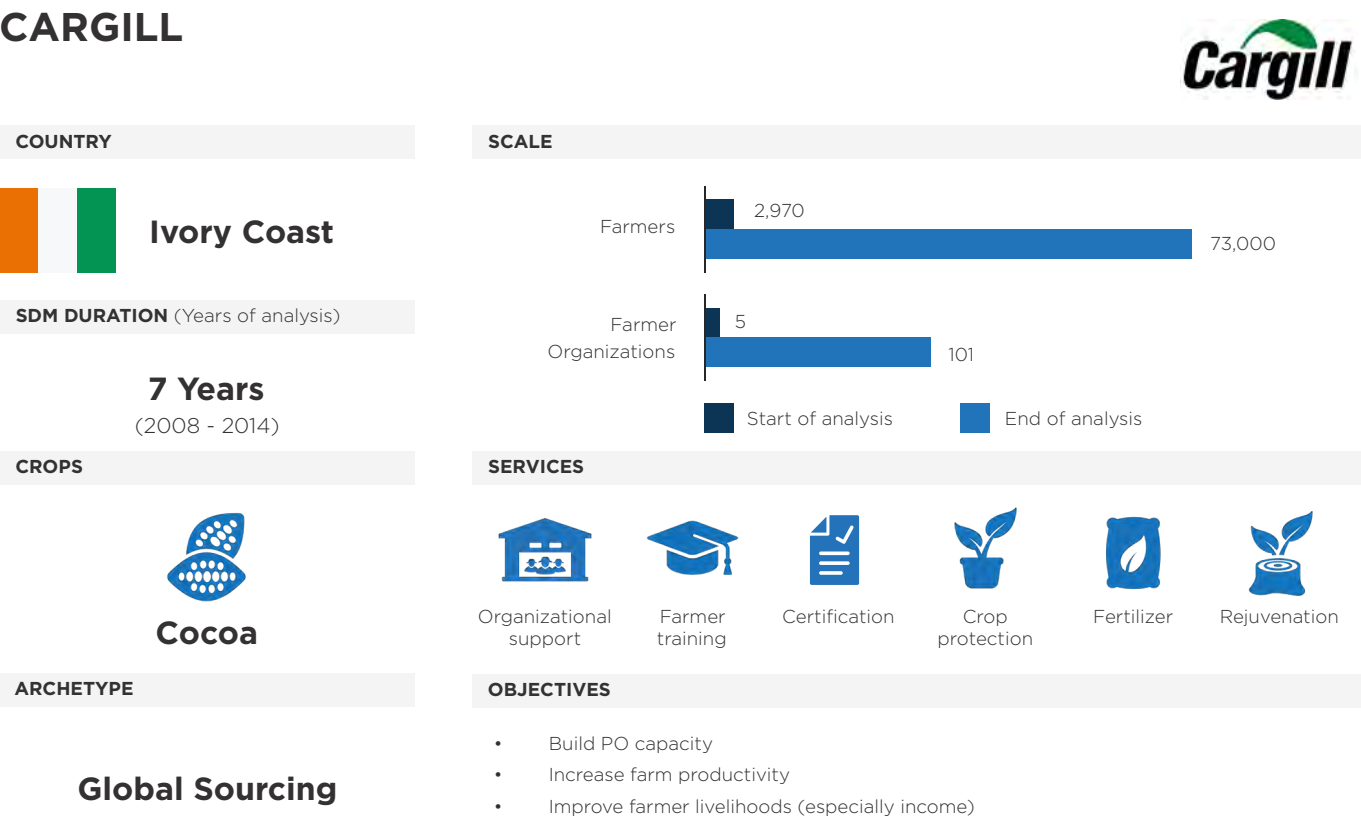 CARGILL
Cargill
COUNTRY
Ivory Coast
SDM DURATION (Years of analysis)
7 Years
(2008 - 2014)
CROPS
Cocoa
ARCHETYPE
Global Sourcing
SCALE
Farmers
2,970
73,000
Farmer
Organizations
5
101
Start of analysis
End of analysis
SERVICES
Organizational
support
Farmer
training
Certification
Crop
protection
Fertilizer
Rejuvenation
OBJECTIVES
• Build PO capacity
• Increase farm productivity
• Improve farmer livelihoods (especially income)